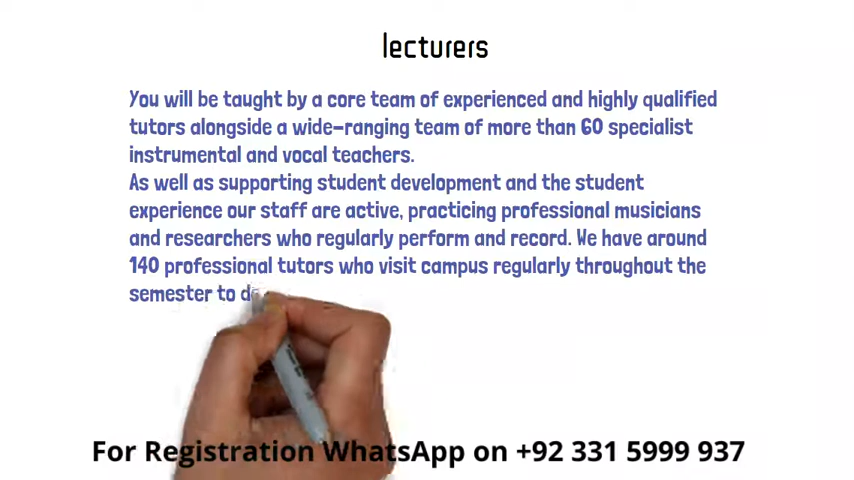 lecturers
You will be taught by a core team of experienced and highly qualified
tutors alongside a wide-ranging team of more than 60 specialist
instrumental and vocal teachers.
As well as supporting student development and the student
experience our staff are active, practicing professional musicians
and researchers who regularly perform and record. We have around
140 professional tutors who visit campus regularly throughout the
semester to
For Registration WhatsApp on +92 331 5999 937